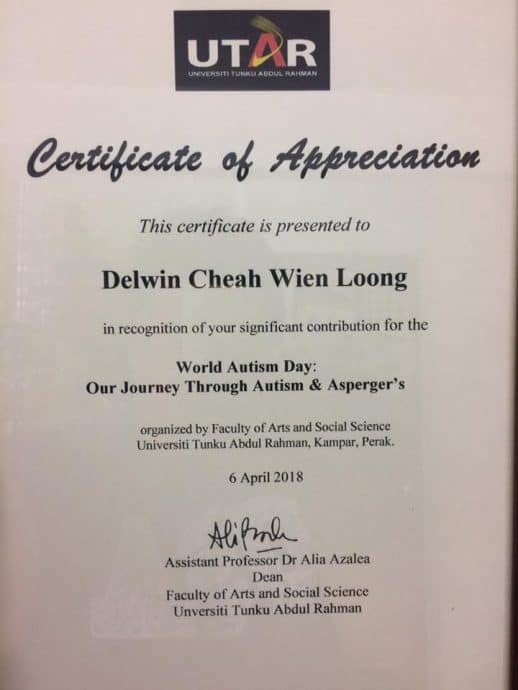 UTAR
UNIVERSITI TUNKU ABDUL RAHMAN
Certificate of Appreciation
This certificate is presented to
Delwin Cheah Wien Loong
in recognition of your significant contribution for the
World Autism Day:
Our Journey Through Autism & Asperger's
organized by Faculty of Arts and Social Science
Universiti Tunku Abdul Rahman, Kampar, Perak.
6 April 2018
Assistant Professor Dr Alia Azalea
Dean
Faculty of Arts and Social Science
Unversiti Tunku Abdul Rahman